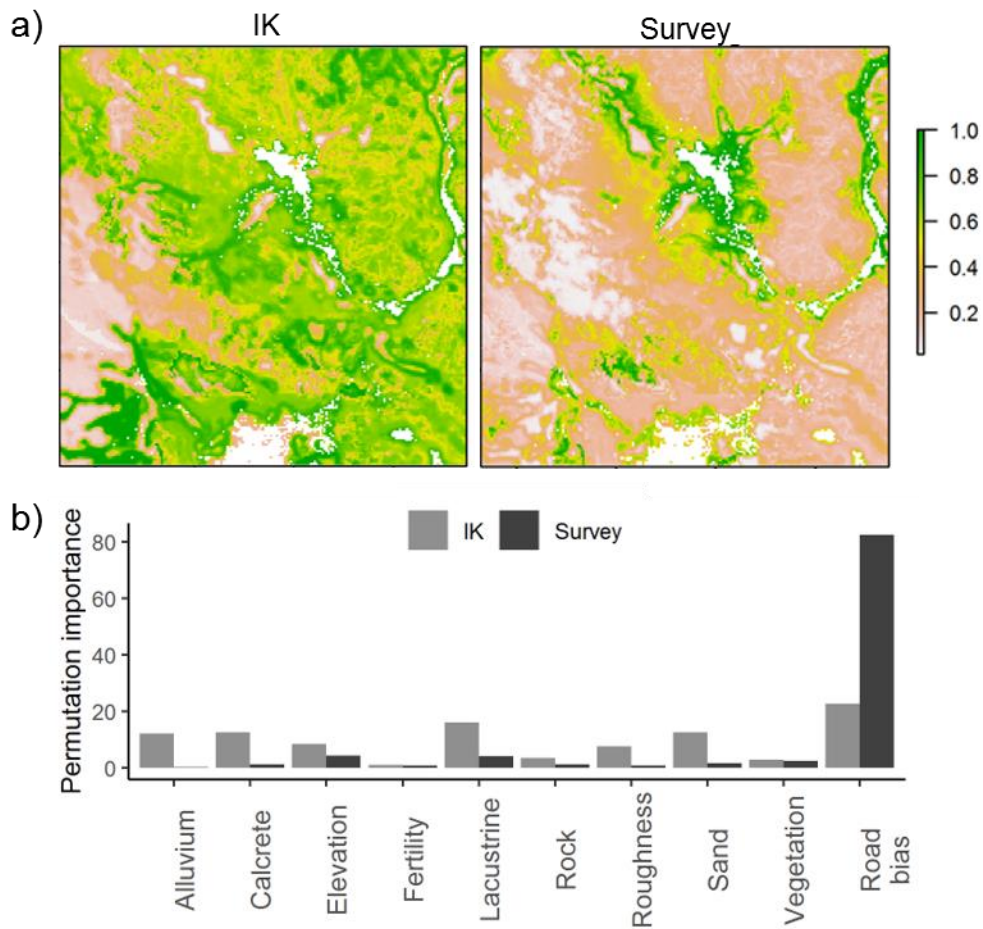 a)
IK
Survey
1.0
0.8
0.6
0.4
0.2
b)
IK
Survey
Permutation importance
80
60
40
20
0
Alluvium
Calcrete
Elevation
Fertility
Lacustrine
Rock
Roughness
Sand
Vegetation
Road
bias